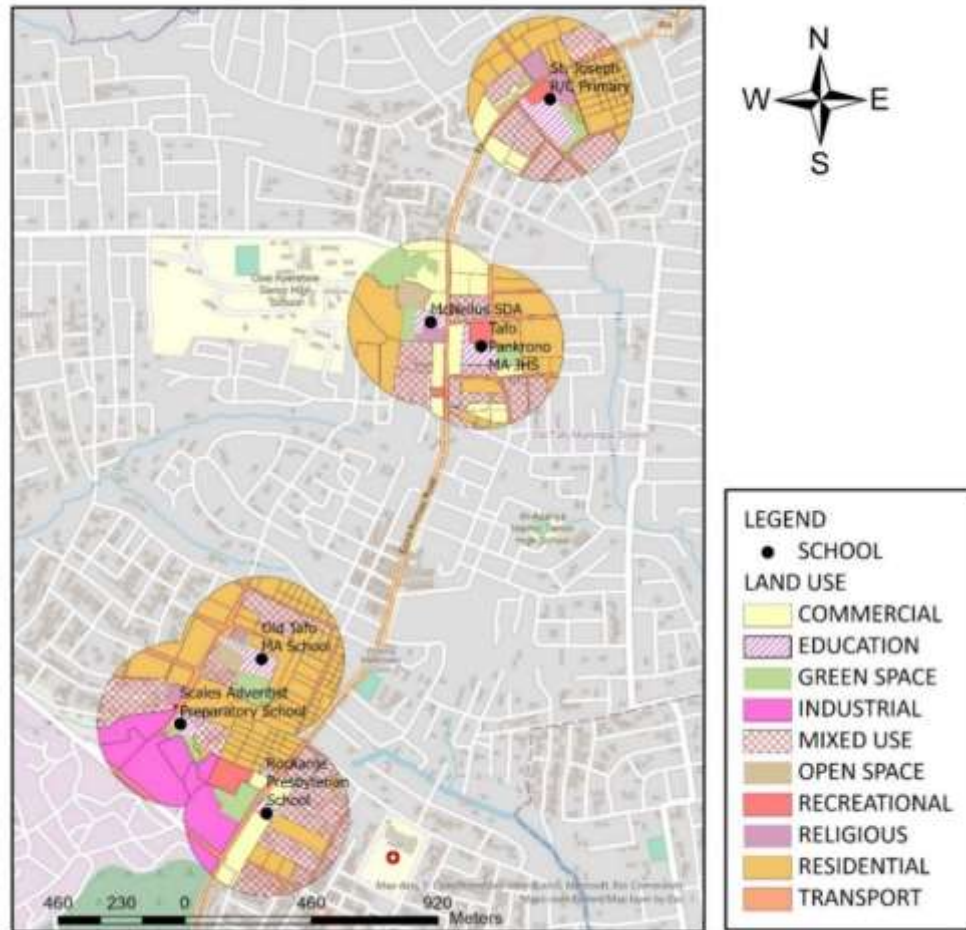 N
W E
S
St. Joseph
R/C Primary
School
McNellus SDA
Tafo
Pankrono
MA JHS
Old Tafo
MA School
Scales Adventist
Preparatory School
Presbyterian
School
460 230 0 460 920
Meters
LEGEND
SCHOOL
LAND USE
COMMERCIAL
EDUCATION
GREEN SPACE
INDUSTRIAL
MIXED USE
OPEN SPACE
RECREATIONAL
RELIGIOUS
RESIDENTIAL
TRANSPORT